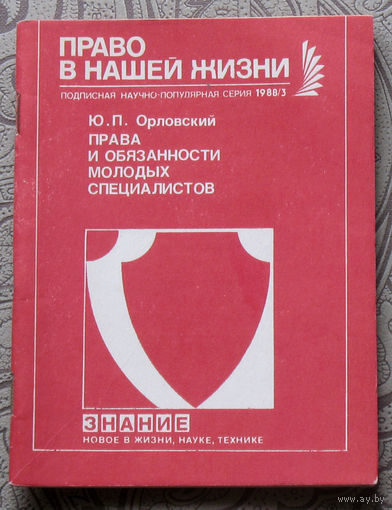 ПРАВО
В НАШЕЙ ЖИЗНИ
ПОДПИСНАЯ НАУЧНО-ПОПУЛЯРНАЯ СЕРИЯ 1988/3
Ю.П. Орловский
ПРАВА
И ОБЯЗАННОСТИ
МОЛОДЫХ
СПЕЦИАЛИСТОВ
ЗНАНИЕ
НОВОЕ В ЖИЗНИ, НАУКЕ, ТЕХНИКЕ
www.ay.by